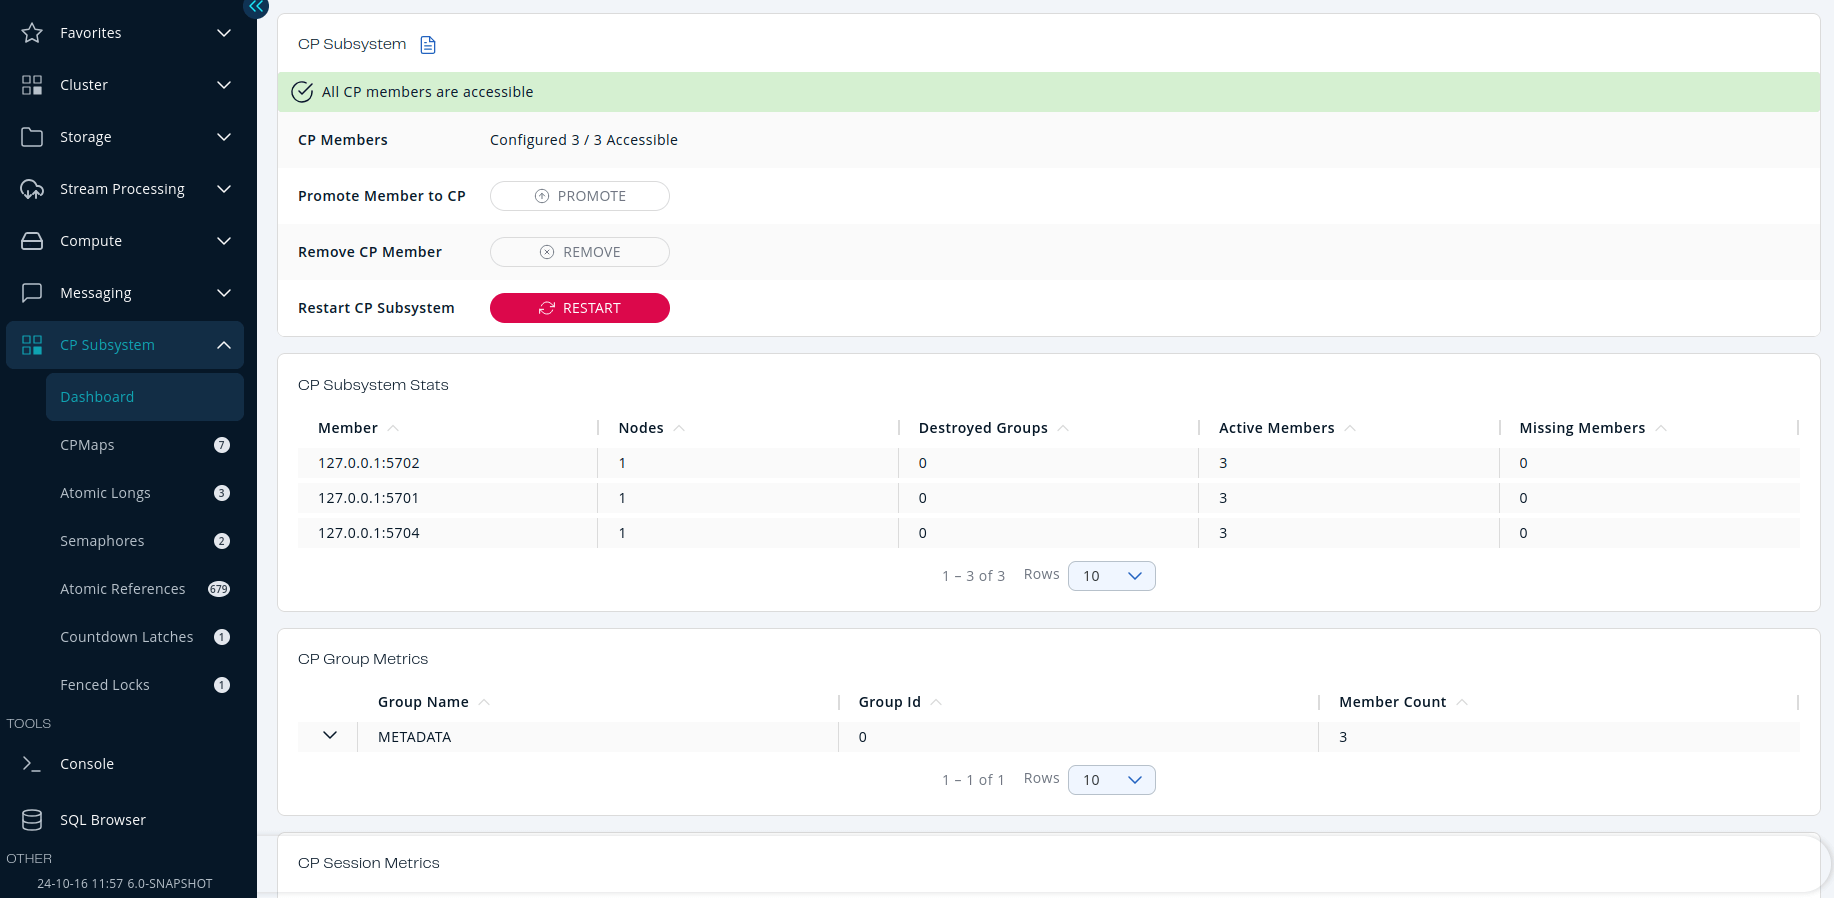 Favorites
Cluster
Storage
Stream Processing
Compute
Messaging
CP Subsystem
Dashboard
CPMaps 7
Atomic Longs 3
Semaphores 2
Atomic References 679
Countdown Latches 1
Fenced Locks 1
TOOLS
Console
SQL Browser
OTHER
24-10-16 11:57 6.0-SNAPSHOT
CP Subsystem
All CP members are accessible
CP Members Configured 3 / 3 Accessible
Promote Member to CP PROMOTE
Remove CP Member REMOVE
Restart CP Subsystem RESTART
CP Subsystem Stats
Member Nodes Destroyed Groups Active Members Missing Members
127.0.0.1:5702 1 0 3 0
127.0.0.1:5701 1 0 3 0
127.0.0.1:5704 1 0 3 0
1 – 3 of 3 Rows 10
CP Group Metrics
Group Name Group Id Member Count
METADATA 0 3
1 – 1 of 1 Rows 10
CP Session Metrics